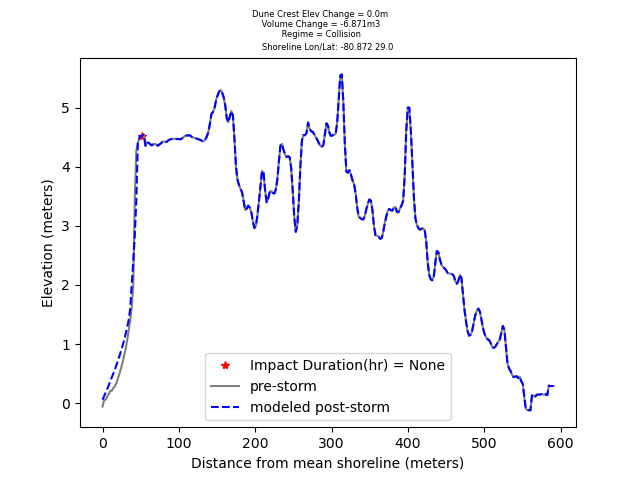 Dune Crest Elev Change = 0.0m
Volume Change = -6.871m3
Regime = Collision
Shoreline Lon/Lat: -80.872 29.0
Elevation (meters)
5
4
3
2
1
0
Impact Duration(hr) = None
pre-storm
modeled post-storm
0 100 200 300 400 500 600
Distance from mean shoreline (meters)